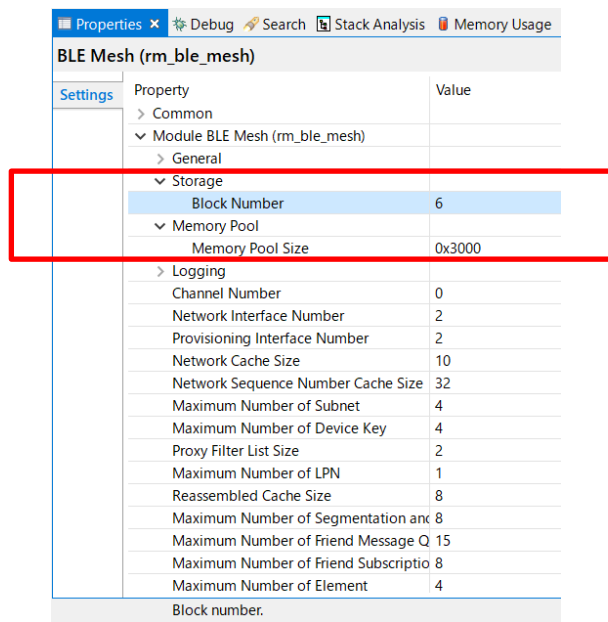 Properties × Debug Search Stack Analysis Memory Usage
BLE Mesh (rm_ble_mesh)
Settings
Property Value
Common
Module BLE Mesh (rm_ble_mesh)
General
Storage
Block Number 6
Memory Pool
Memory Pool Size 0x3000
Logging
Channel Number 0
Network Interface Number 2
Provisioning Interface Number 2
Network Cache Size 10
Network Sequence Number Cache Size 32
Maximum Number of Subnet 4
Maximum Number of Device Key 4
Proxy Filter List Size 2
Maximum Number of LPN 1
Reassembled Cache Size 8
Maximum Number of Segmentation anc 8
Maximum Number of Friend Message Q 15
Maximum Number of Friend Subscriptio 8
Maximum Number of Element 4
Block number.